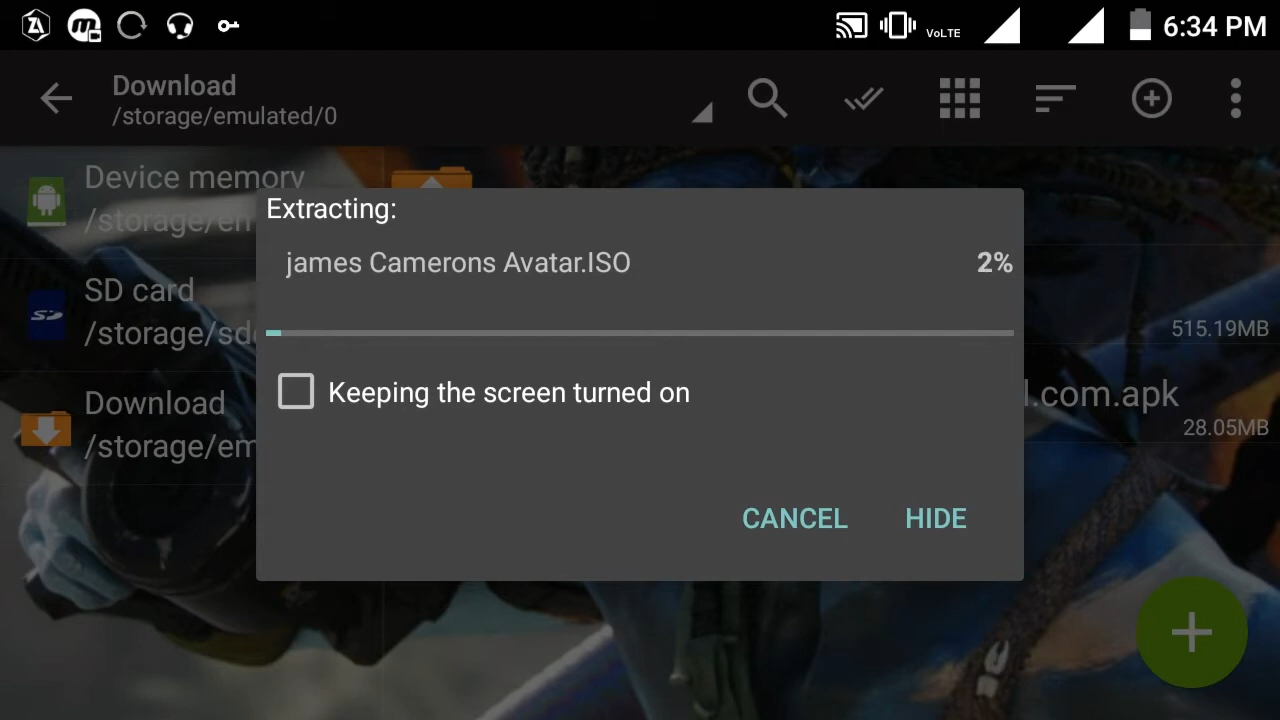 VoLTE
6:34 PM
Download
/storage/emulated/0
Device memory
/storage/em
Extracting:
james Camerons Avatar.ISO 2%
SD card
/storage/sd
515.19MB
Keeping the screen turned on
Download
/storage/em
l.com.apk
28.05MB
CANCEL HIDE